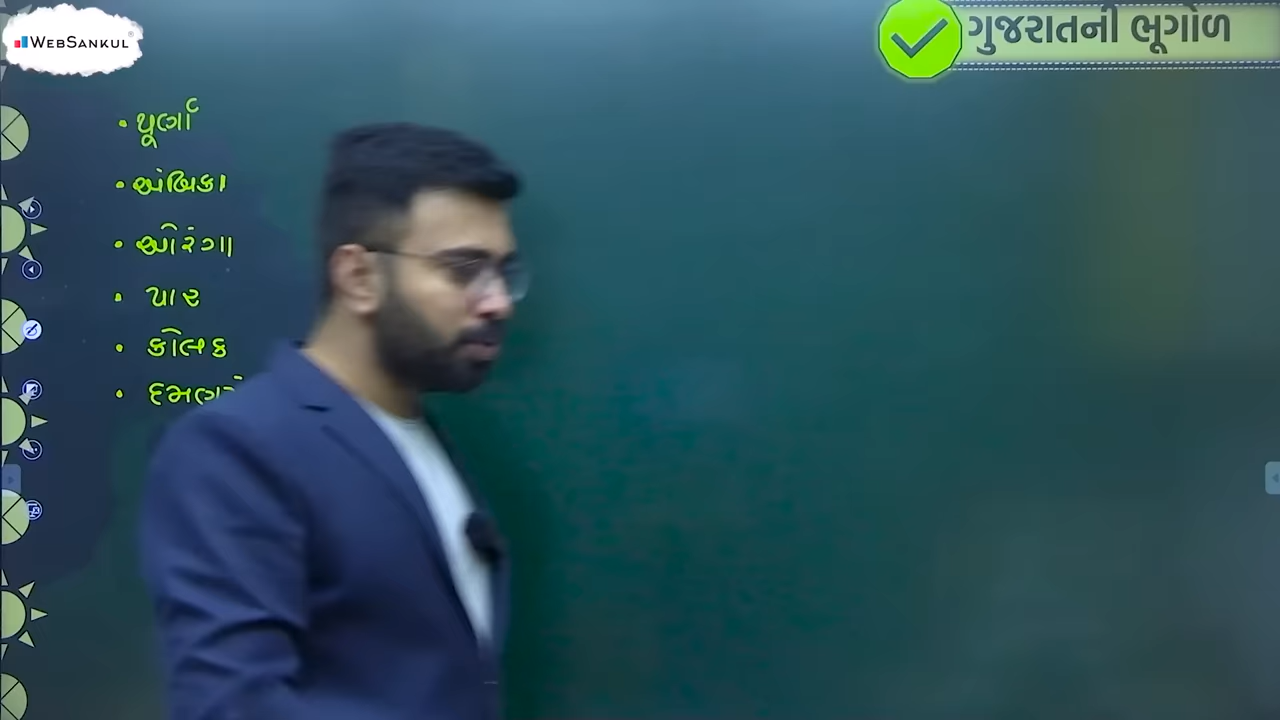 WEBSANKUL
ગુજરાતની ભૂગોળ
• પૂર્ણા
• અંબિકા
• ઔરંગા
• પાર
• કોલક